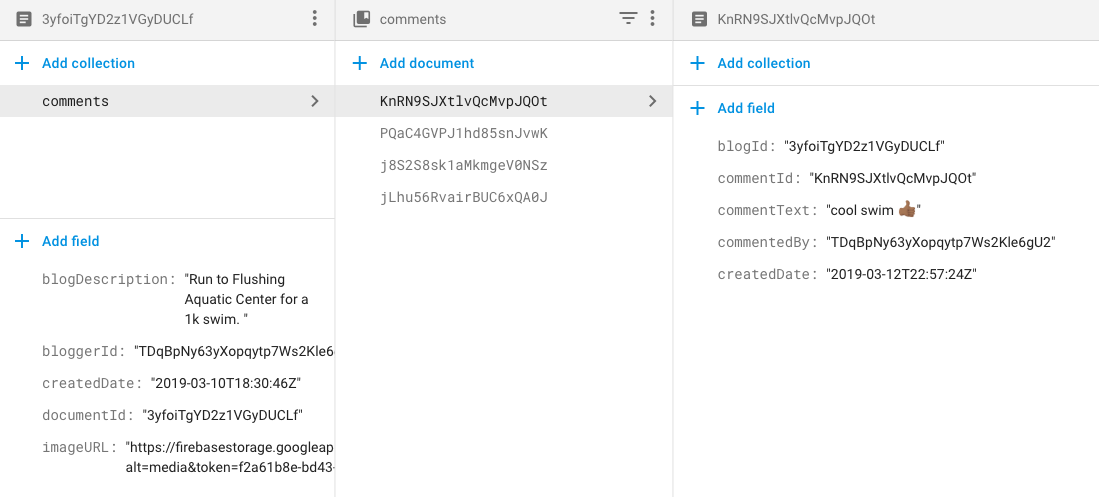 3yfoiTgYD2z1VGyDUCLf
Add collection
comments
Add field
blogDescription: "Run to Flushing
Aquatic Center for a
1k swim. "
bloggerId: "TDqBpNy63yXopqytp7Ws2Kle6
createdDate: "2019-03-10T18:30:46Z"
documentId: "3yfoiTgYD2z1VGyDUCLf"
imageURL: "https://firebasestorage.googleap
alt=media&token=f2a61b8e-bd43-
comments
Add document
KnRN9SJXtlvQcMvpJQOt
PQaC4GVPJ1hd85snJvwK
j8S2S8sk1aMkmgeV0NSz
jLhu56RvairBUC6xQA0J
KnRN9SJXtlvQcMvpJQOt
Add collection
Add field
blogId: "3yfoiTgYD2z1VGyDUCLf"
commentId: "KnRN9SJXtlvQcMvpJQOt"
commentText: "cool swim 👍🏾"
commentedBy: "TDqBpNy63yXopqytp7Ws2Kle6gU2"
createdDate: "2019-03-12T22:57:24Z"